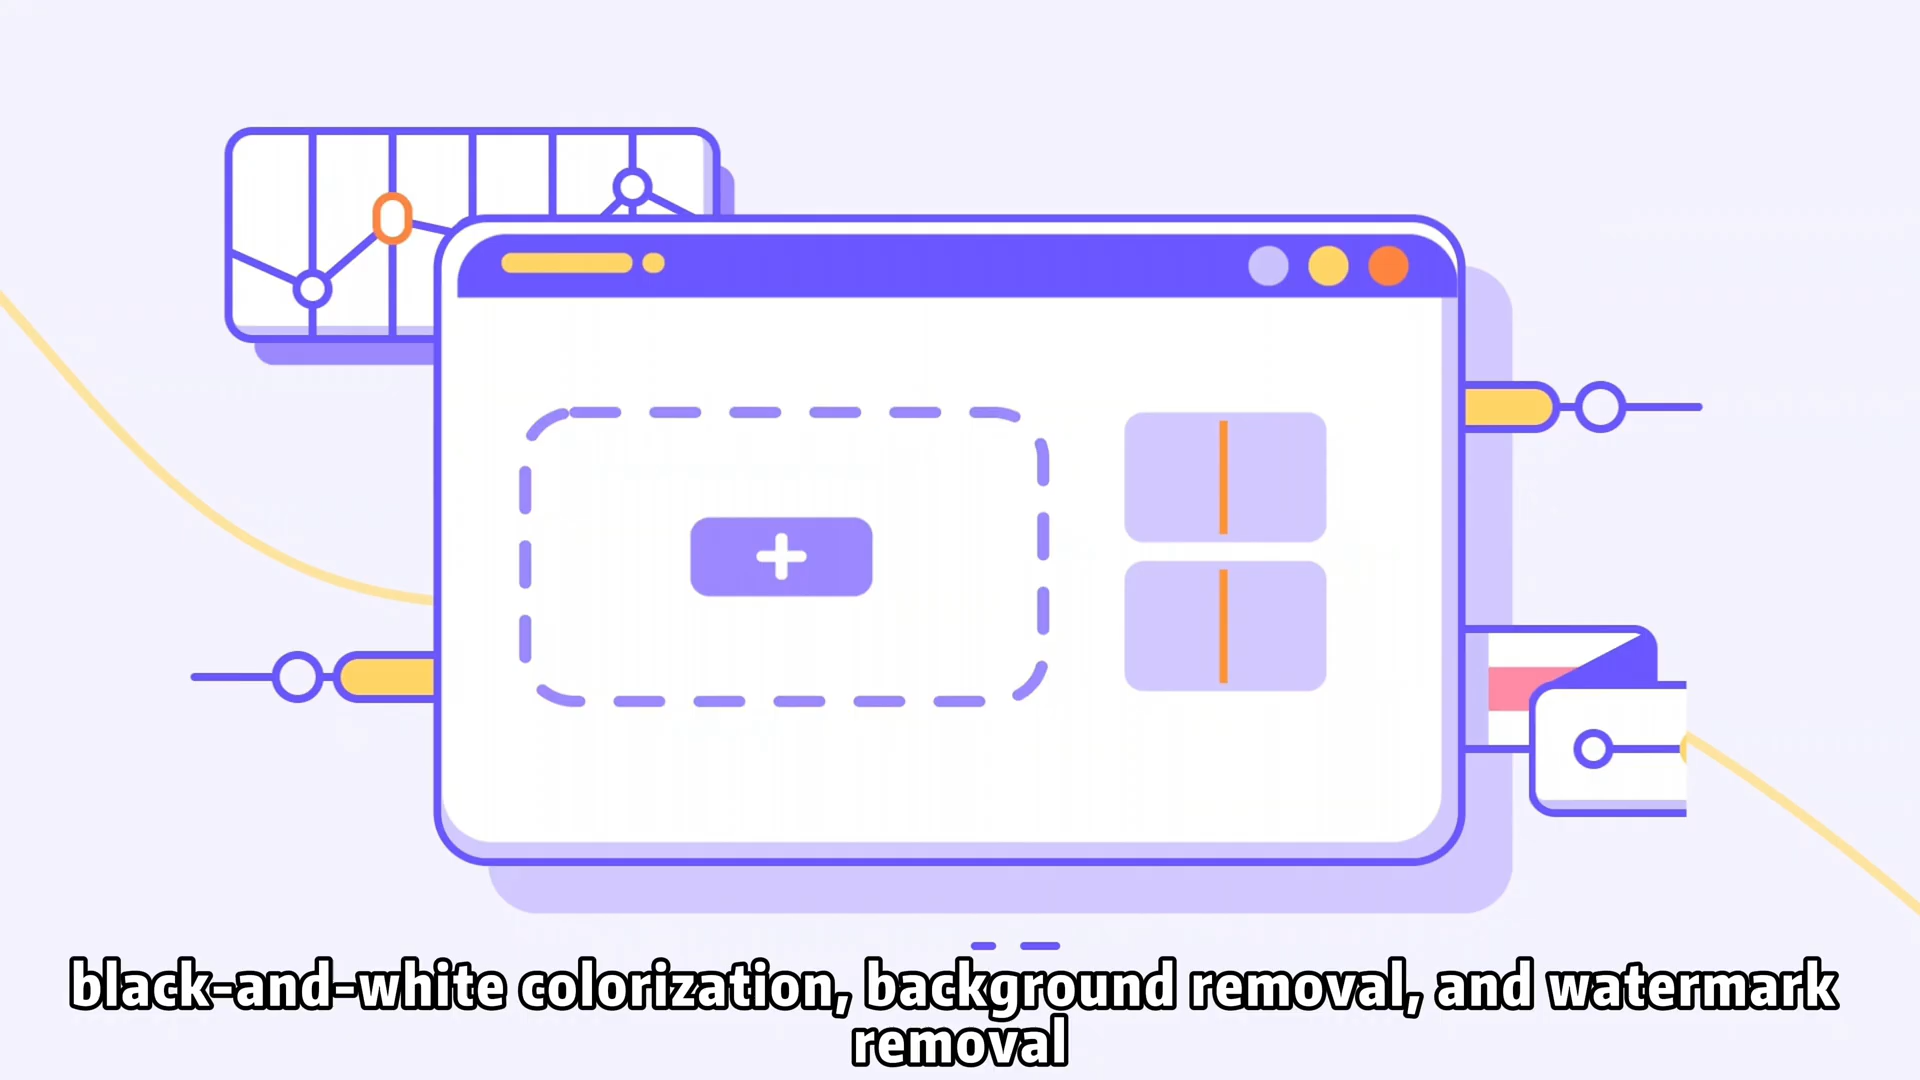 black-and-white colorization, background removal, and watermark
removal